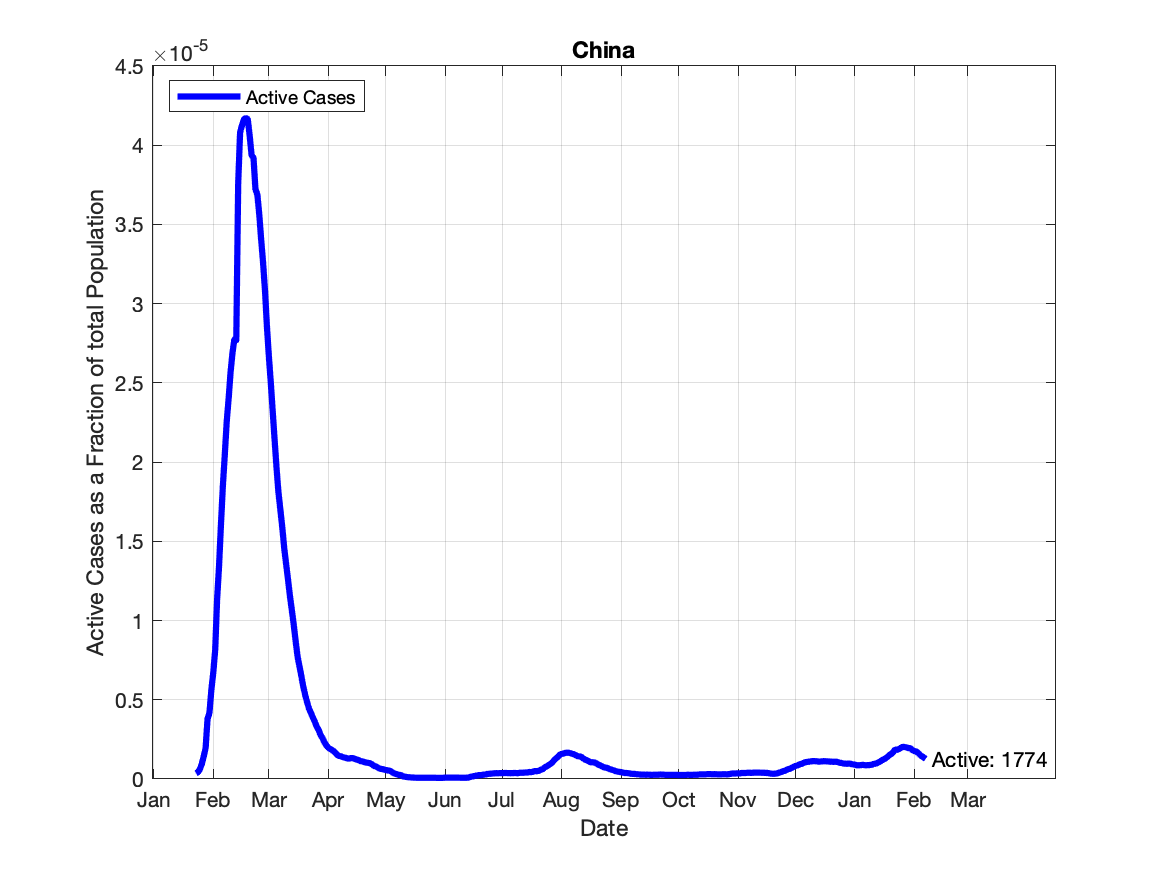 China
×10-5
4.5
4
3.5
3
2.5
2
1.5
1
0.5
0
Active Cases as a Fraction of total Population
Active Cases
Active: 1774
Jan Feb Mar Apr May Jun Jul Aug Sep Oct Nov Dec Jan Feb Mar
Date